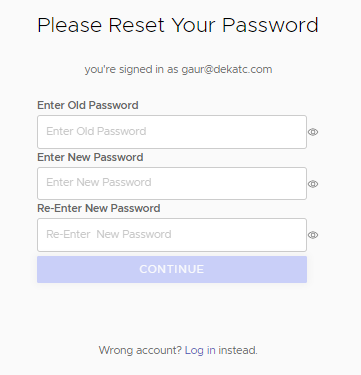 Please Reset Your Password
you're signed in as gaur@dekatc.com
Enter Old Password
Enter Old Password
Enter New Password
Enter New Password
Re-Enter New Password
Re-Enter New Password
CONTINUE
Wrong account? Log in instead.